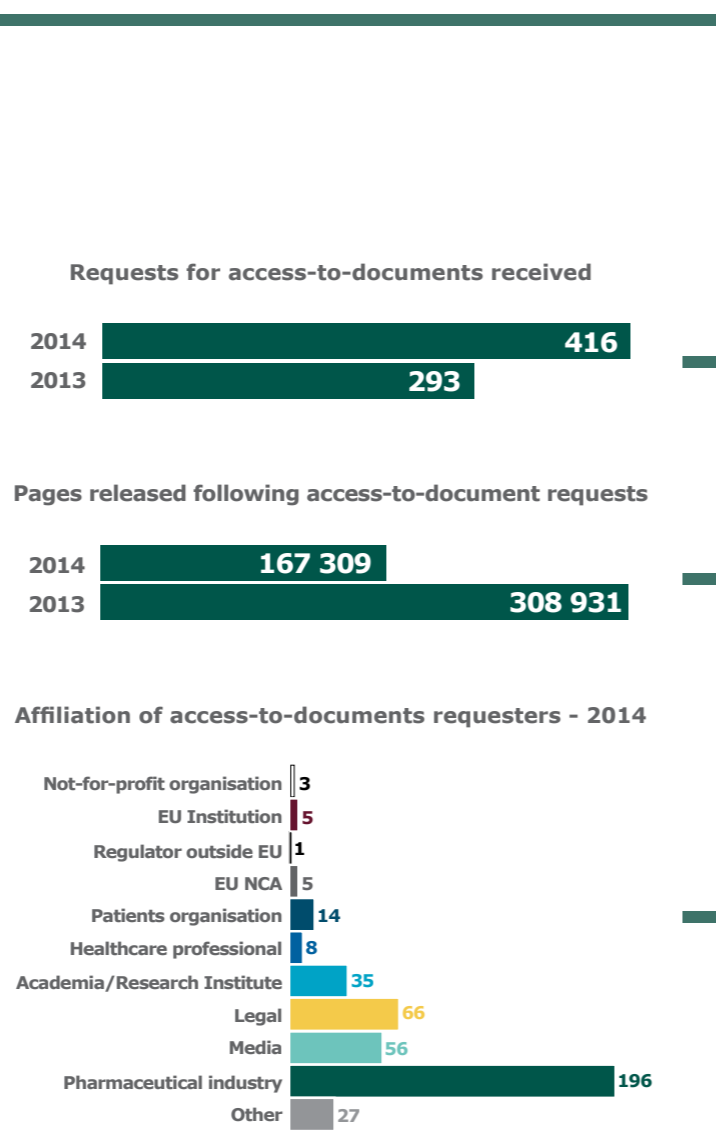 Requests for access-to-documents received
2014 416
2013 293
Pages released following access-to-document requests
2014 167 309
2013 308 931
Affiliation of access-to-documents requesters - 2014
Not-for-profit organisation 3
EU Institution 5
Regulator outside EU 1
EU NCA 5
Patients organisation 14
Healthcare professional 8
Academia/Research Institute 35
Legal 66
Media 56
Pharmaceutical industry 196
Other 27